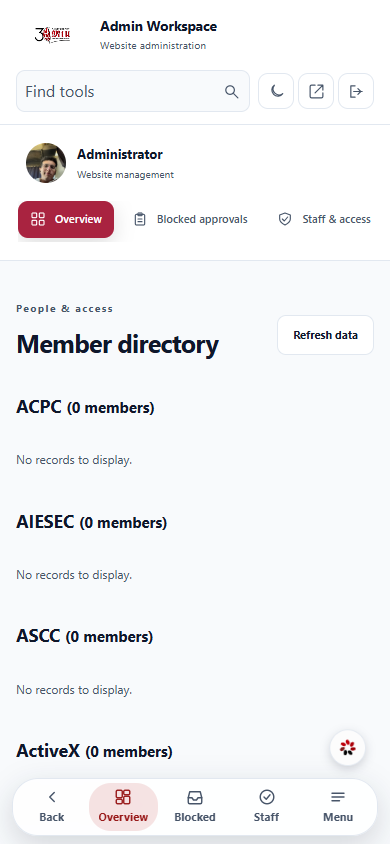 Admin Workspace
Website administration
Find tools
Administrator
Website management
Overview
Blocked approvals
Staff & access
People & access
Member directory
Refresh data
ACPC (0 members)
No records to display.
AIESEC (0 members)
No records to display.
ASCC (0 members)
No records to display.
ActiveX (0 members)
Back
Overview
Blocked
Staff
Menu